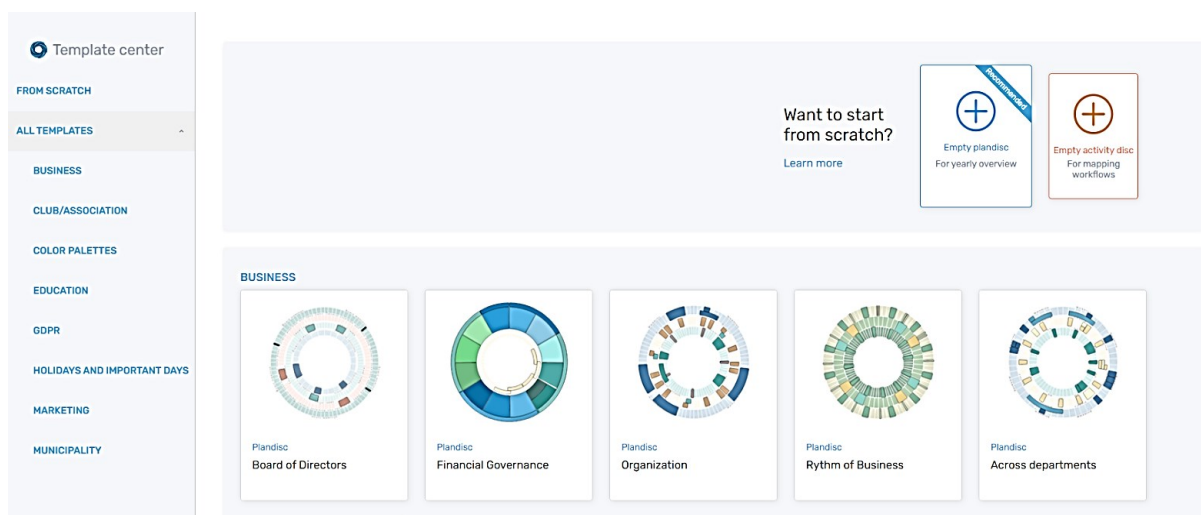 Template center
FROM SCRATCH
ALL TEMPLATES
BUSINESS
CLUB/ASSOCIATION
COLOR PALETTES
EDUCATION
GDPR
HOLIDAYS AND IMPORTANT DAYS
MARKETING
MUNICIPALITY
Want to start
from scratch?
Learn more
Recommended
Empty plandisc
For yearly overview
Empty activity disc
For mapping
workflows
BUSINESS
Plandisc
Board of Directors
Plandisc
Financial Governance
Plandisc
Organization
Plandisc
Rythm of Business
Plandisc
Across departments